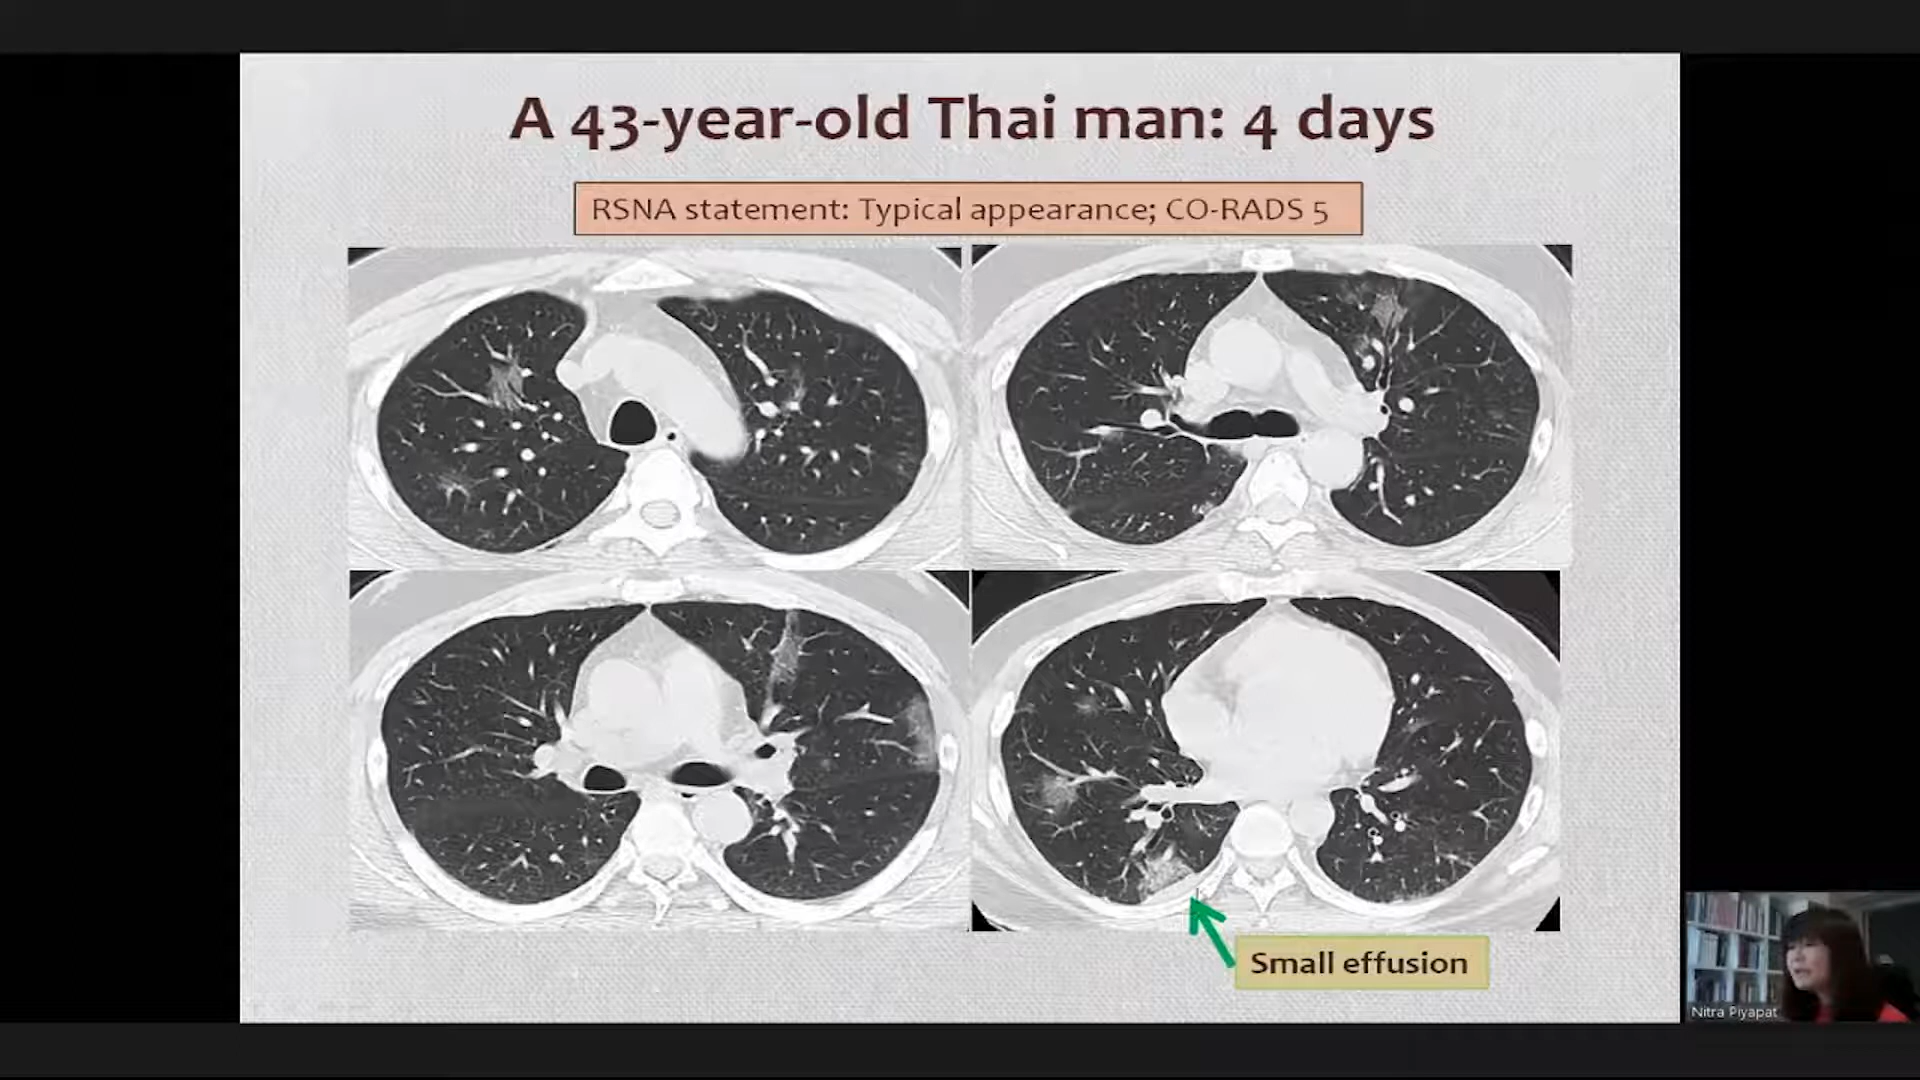 A 43-year-old Thai man: 4 days
RSNA statement: Typical appearance; CO-RADS 5
Small effusion
Nitra Piyapat